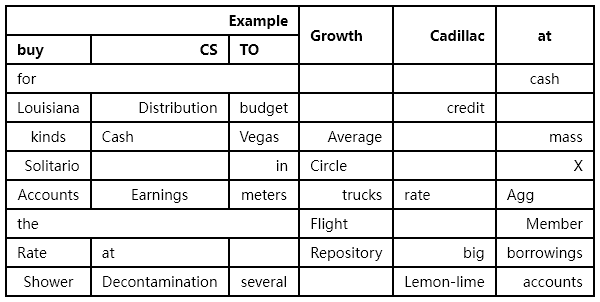 Example Growth Cadillac at
buy CS TO
for cash
Louisiana Distribution budget credit
kinds Cash Vegas Average mass
Solitario in Circle X
Accounts Earnings meters trucks rate Agg
the Flight Member
Rate at Repository big borrowings
Shower Decontamination several Lemon-lime accounts